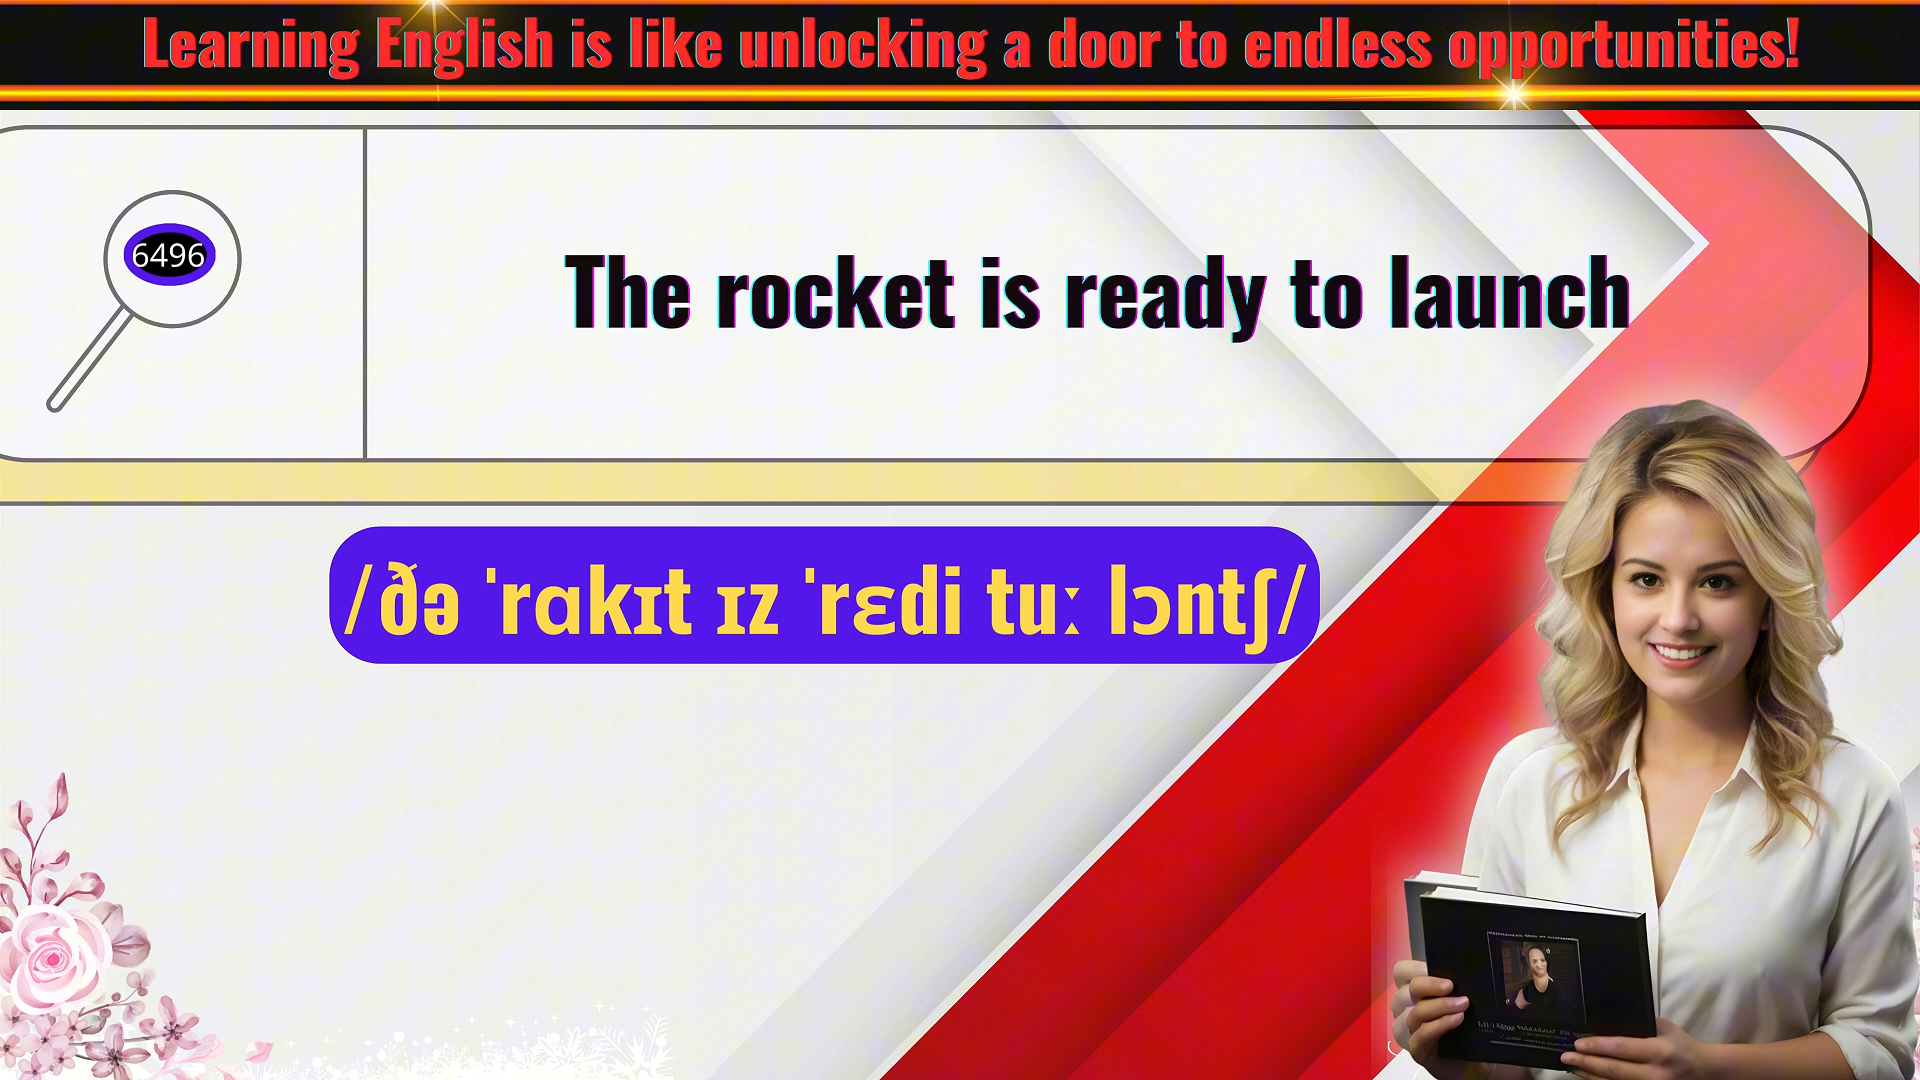 Learning English is like unlocking a door to endless opportunities!
6496
The rocket is ready to launch
/ðə ˈrɑkɪt ɪz ˈrɛdi tuː lɔntʃ/